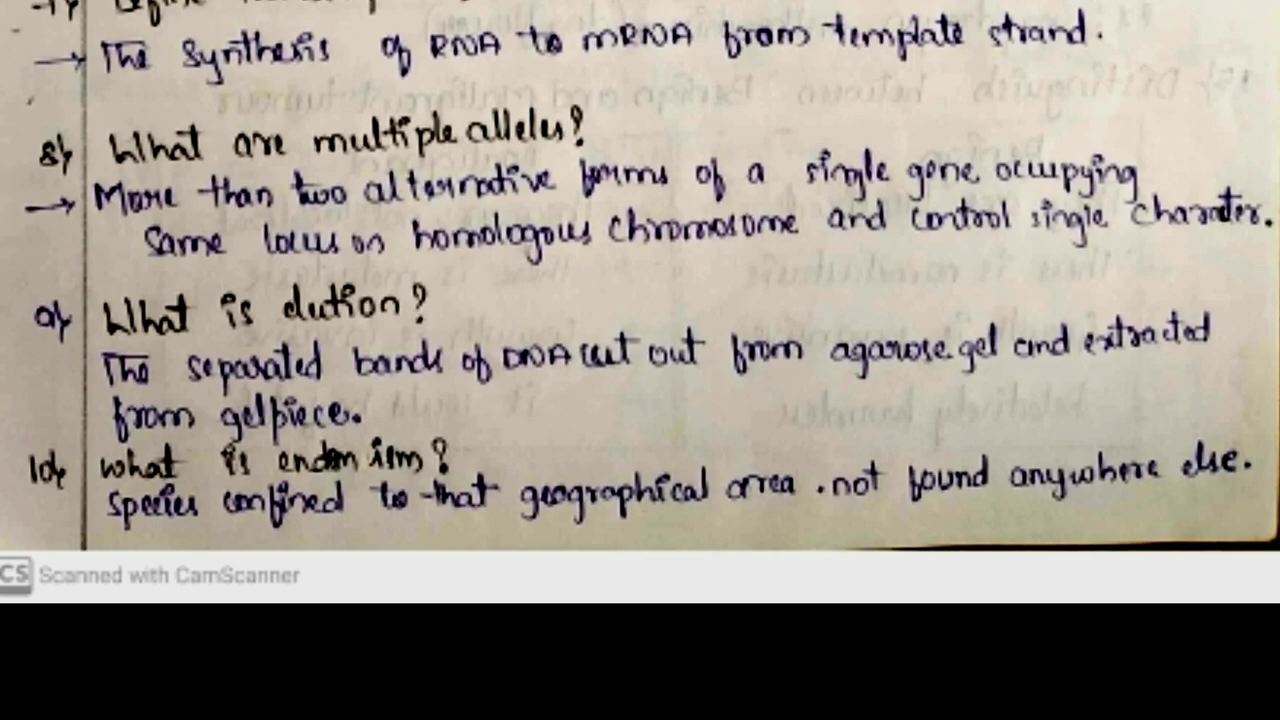 → The Synthesis of RNA to mRNA from template strand.
8) What are multiple alleles?
→ More than two alternative forms of a single gene occupying
same locus on homologous chromosome and control single character.
9) What is elution?
The separated bands of DNA cut out from agarose gel and extracted
from gel piece.
10) What is endemism?
Species confined to that geographical area. not found anywhere else.
CS Scanned with CamScanner